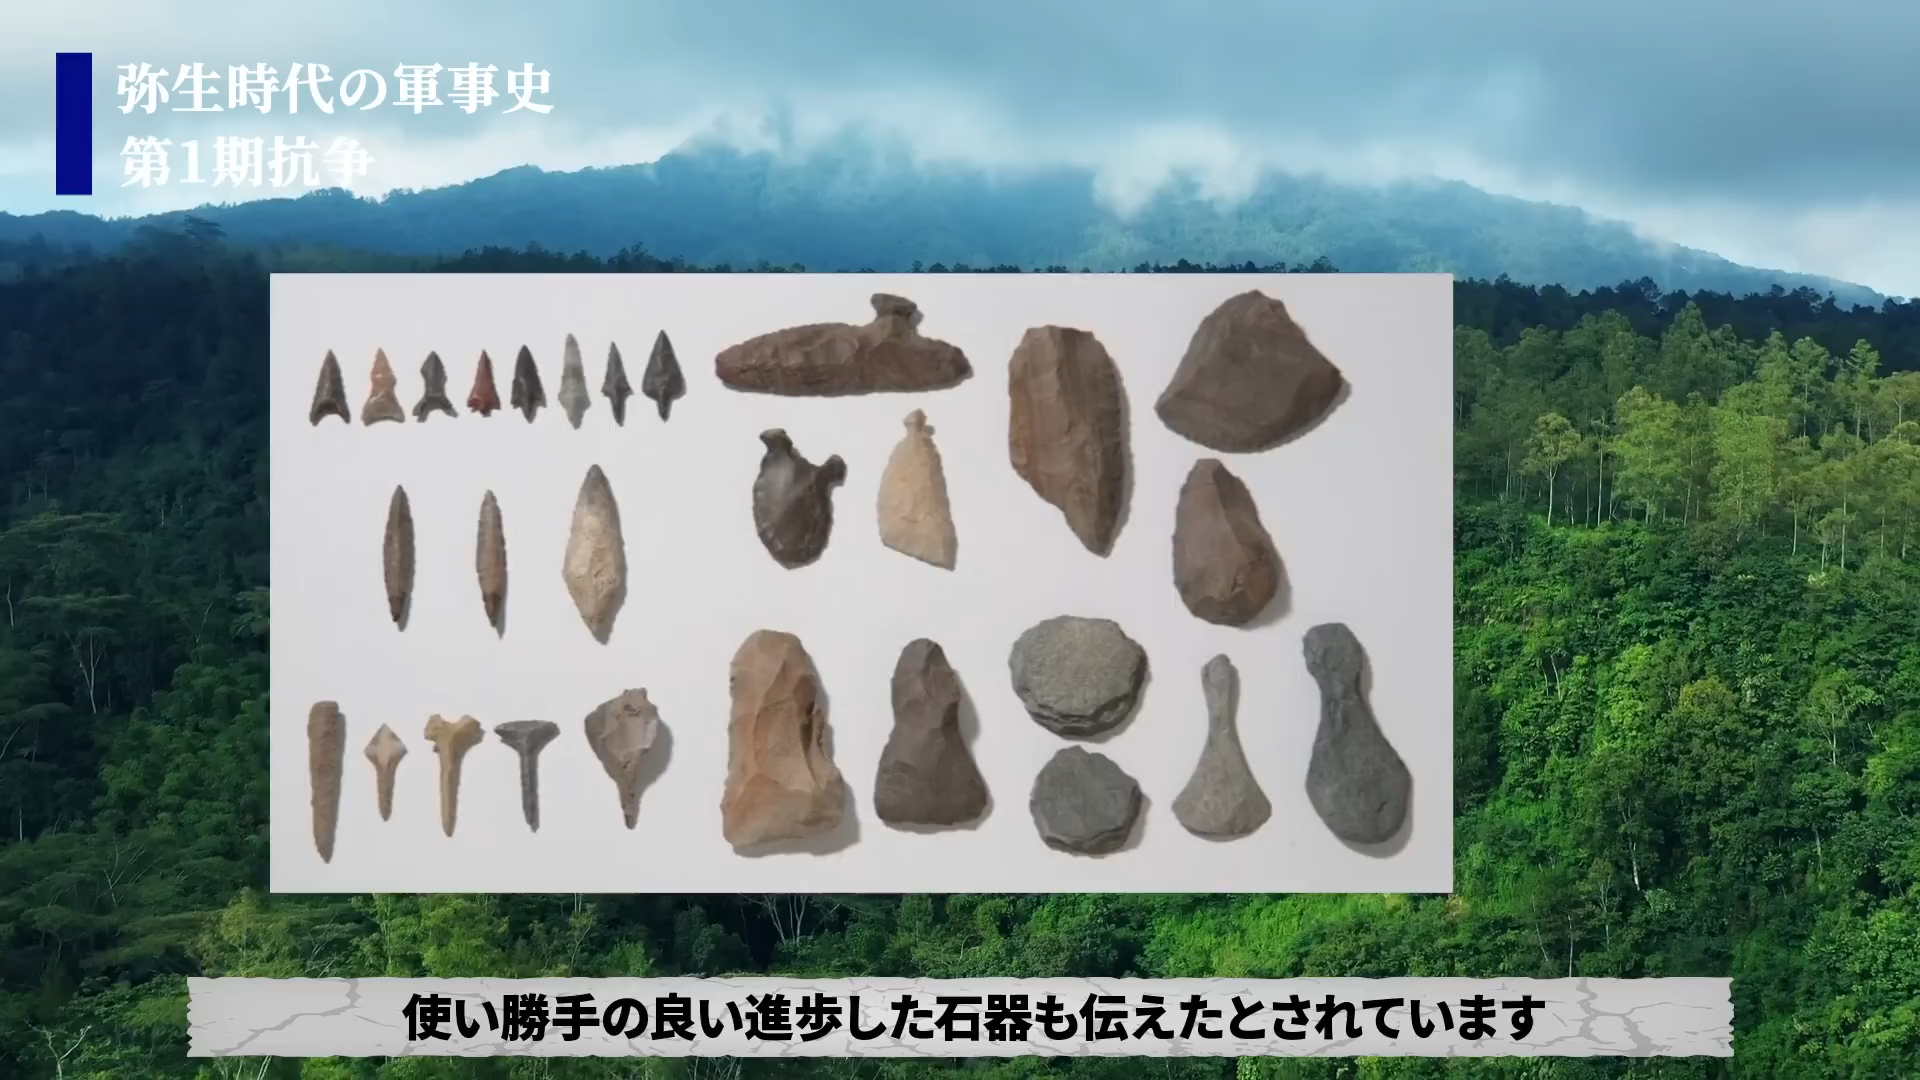 弥生時代の軍事史
第1期抗争
使い勝手の良い進歩した石器も伝えたとされています